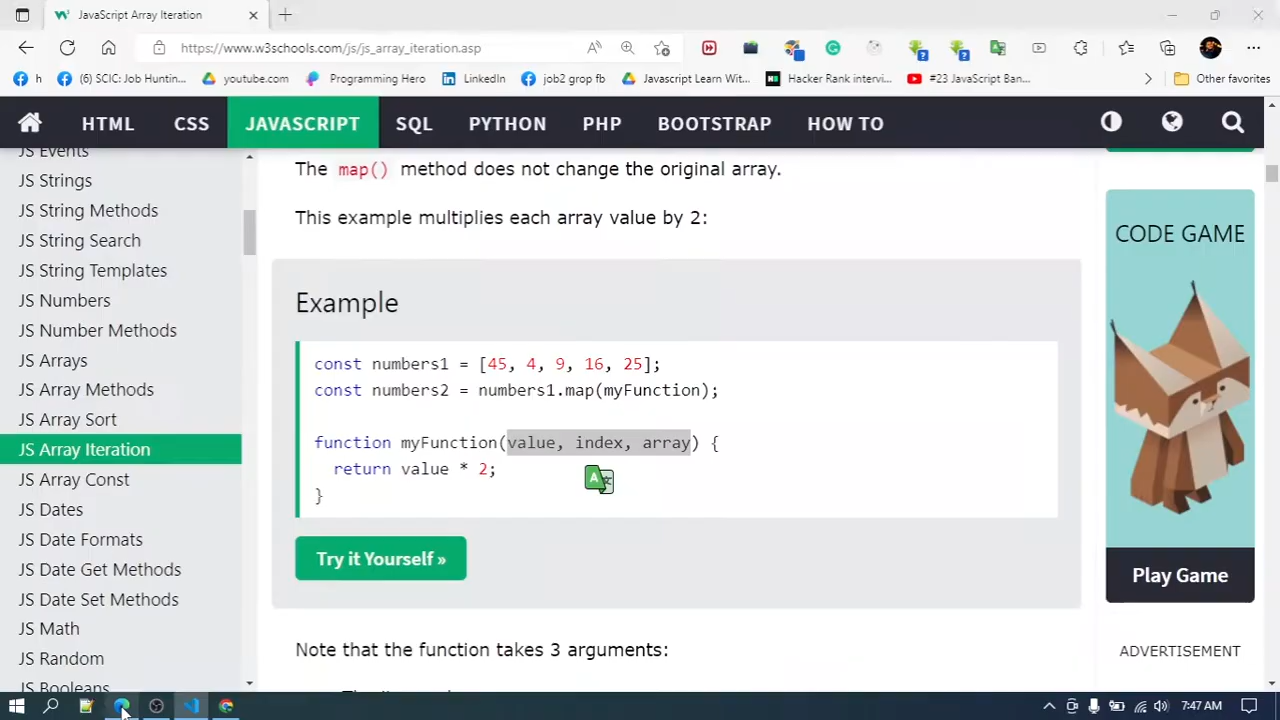 JavaScript Array Iteration
https://www.w3schools.com/js/js_array_iteration.asp
h
(6) SCIC: Job Huntin...
youtube.com
Programming Hero
LinkedIn
job2 grop fb
Javascript Learn Wit...
Hacker Rank intervi...
#23 JavaScript Ban...
Other favorites
HTML
CSS
JAVASCRIPT
SQL
PYTHON
PHP
BOOTSTRAP
HOW TO
JS Events
JS Strings
JS String Methods
JS String Search
JS String Templates
JS Numbers
JS Number Methods
JS Arrays
JS Array Methods
JS Array Sort
JS Array Iteration
JS Array Const
JS Dates
JS Date Formats
JS Date Get Methods
JS Date Set Methods
JS Math
JS Random
JS Booleans
The map() method does not change the original array.
This example multiplies each array value by 2:
Example
const numbers1 = [45, 4, 9, 16, 25];
const numbers2 = numbers1.map(myFunction);
function myFunction(value, index, array) {
return value * 2;
}
Try it Yourself »
Note that the function takes 3 arguments:
CODE GAME
Play Game
ADVERTISEMENT
7:47 AM